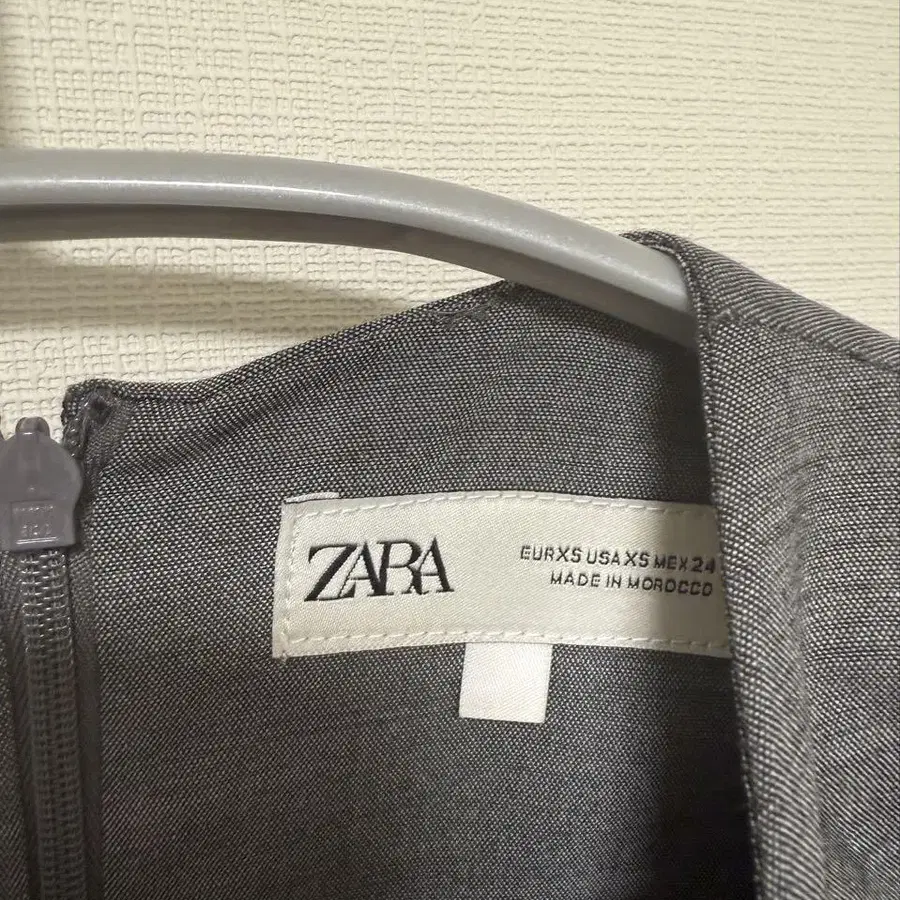 ZARA
EUR XS USA XS MEX 24
MADE IN MOROCCO